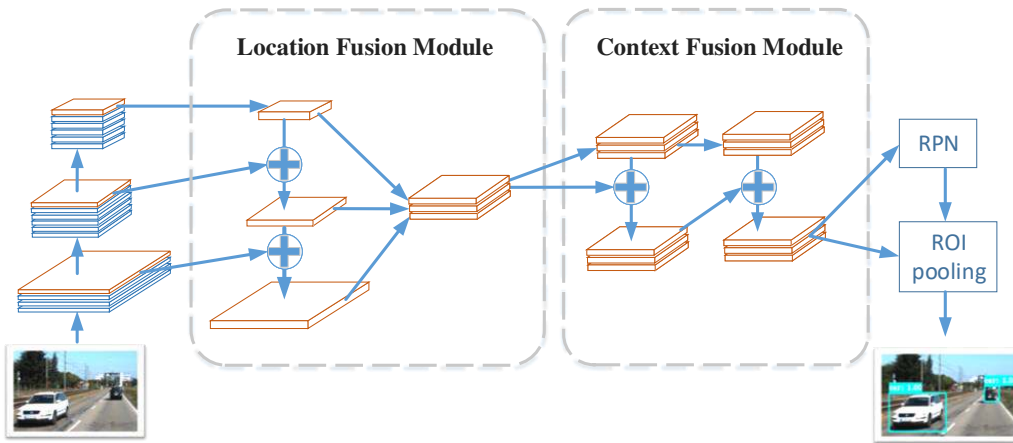 Location Fusion Module
Context Fusion Module
RPN
ROI
pooling